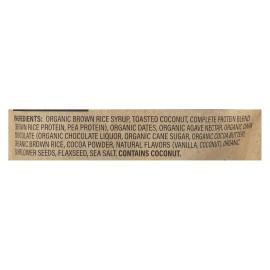 INGREDIENTS: ORGANIC BROWN RICE SYRUP, TOASTED COCONUT, COMPLETE PROTEIN BLEND
BROWN RICE PROTEIN, PEA PROTEIN), ORGANIC DATES, ORGANIC AGAVE NECTAR, ORGANIC DARK
CHOCOLATE (ORGANIC CHOCOLATE LIQUOR, ORGANIC CANE SUGAR, ORGANIC COCOA BUTTER),
ORGANIC BROWN RICE, COCOA POWDER, NATURAL FLAVORS (VANILLA, COCONUT), ORGANIC
SUNFLOWER SEEDS, FLAXSEED, SEA SALT. CONTAINS COCONUT.